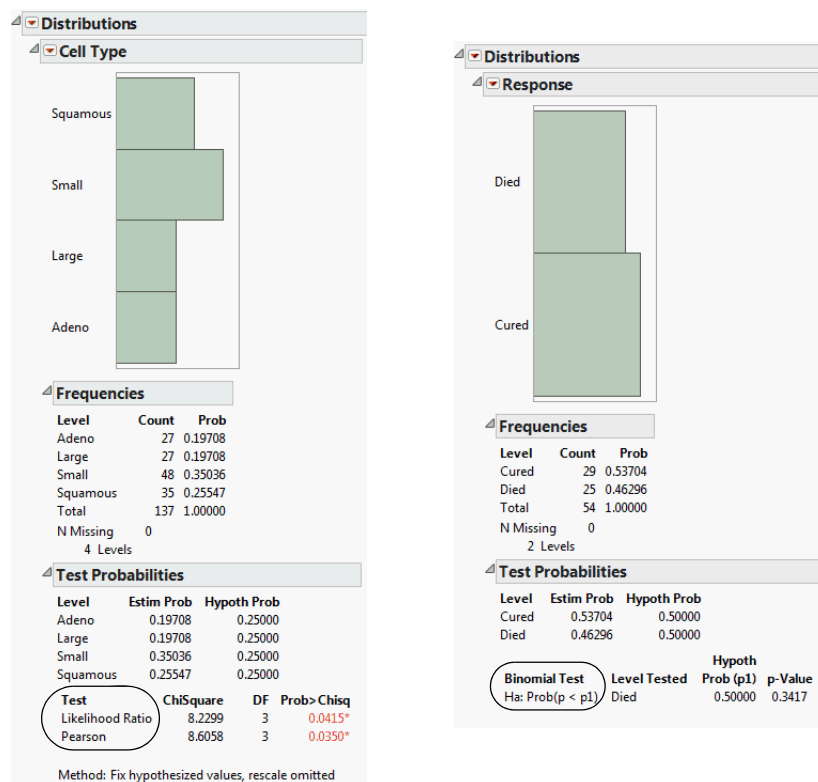 Distributions
Cell Type
Squamous
Small
Large
Adeno
Frequencies
Level Count Prob
Adeno 27 0.19708
Large 27 0.19708
Small 48 0.35036
Squamous 35 0.25547
Total 137 1.00000
N Missing 0
4 Levels
Test Probabilities
Level Estim Prob Hypoth Prob
Adeno 0.19708 0.25000
Large 0.19708 0.25000
Small 0.35036 0.25000
Squamous 0.25547 0.25000
Test ChiSquare DF Prob>Chisq
Likelihood Ratio 8.2299 3 0.0415*
Pearson 8.6058 3 0.0350*
Method: Fix hypothesized values, rescale omitted
Distributions
Response
Died
Cured
Frequencies
Level Count Prob
Cured 29 0.53704
Died 25 0.46296
Total 54 1.00000
N Missing 0
2 Levels
Test Probabilities
Level Estim Prob Hypoth Prob
Cured 0.53704 0.50000
Died 0.46296 0.50000
Hypoth
Binomial Test Level Tested Prob (p1) p-Value
Ha: Prob(p < p1) Died 0.50000 0.3417